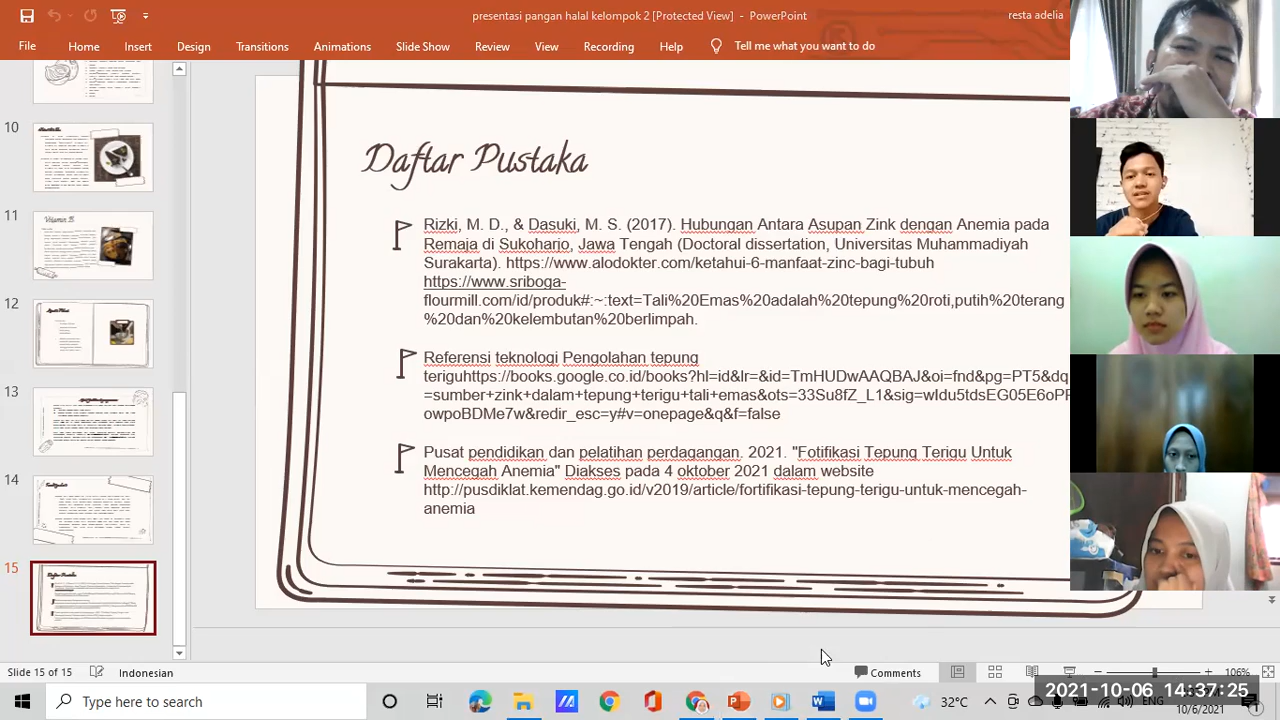 presentasi pangan halal kelompok 2 [Protected View] - PowerPoint
resta adelia
File Home Insert Design Transitions Animations Slide Show Review View Recording Help Tell me what you want to do
10
11
Vitamin B
12
13
14
15
Daftar Pustaka
Daftar Pustaka
Rizki, M. D., & Dasuki, M. S. (2017). Hubungan Antara Asupan Zink dengan Anemia pada
Remaja di Sukoharjo, Jawa Tengah (Doctoral dissertation, Universitas Muhammadiyah
Surakarta). https://www.alodokter.com/ketahui-6-manfaat-zinc-bagi-tubuh
https://www.sriboga-
flourmill.com/id/produk#:~:text=Tali%20Emas%20adalah%20tepung%20roti,putih%20terang
%20dan%20kelembutan%20berlimpah.
Referensi teknologi Pengolahan tepung
teriguhttps://books.google.co.id/books?hl=id&lr=&id=TmHUDwAAQBAJ&oi=fnd&pg=PT5&dq
=sumber+zink+dalam+tepung+terigu+tali+emas&ots=33Su8fZ_L1&sig=wIdu5tdsEG05E6oPF
owpoBDMe7w&redir_esc=y#v=onepage&q&f=false
Pusat pendidikan dan pelatihan perdagangan. 2021. "Fotifikasi Tepung Terigu Untuk
Mencegah Anemia" Diakses pada 4 oktober 2021 dalam website
http://pusdiklat.kemendag.go.id/v2019/article/fortifikasi-tepung-terigu-untuk-mencegah-
anemia
Slide 15 of 15 Indonesian Comments 106%
Type here to search
32°C
ENG
2021-10-06 14:37:25
10/6/2021